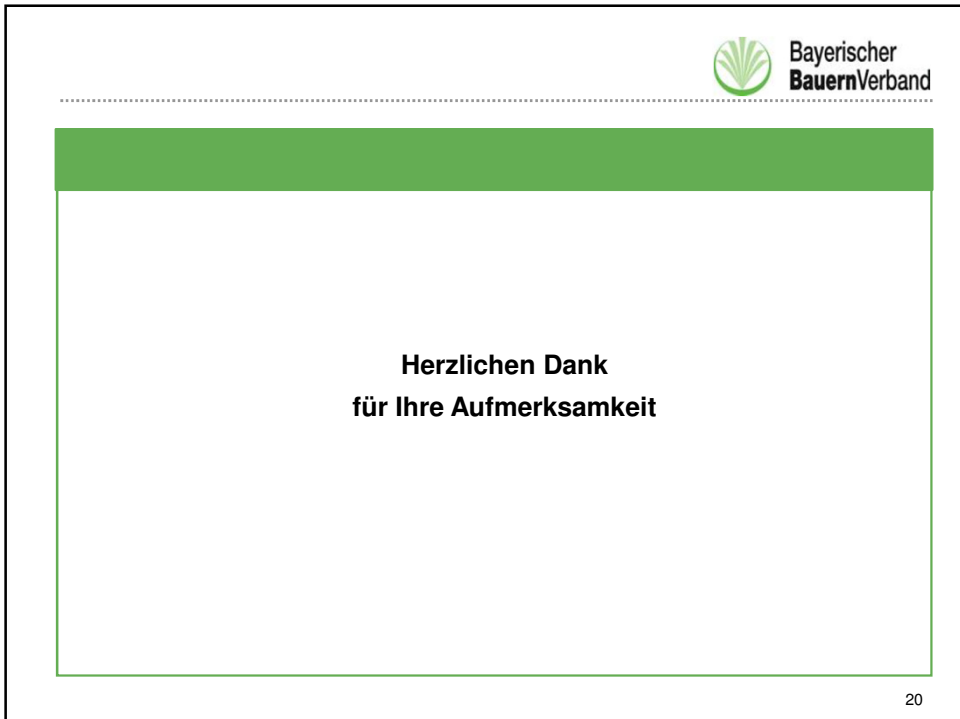 Bayerischer
BauernVerband
Herzlichen Dank
für Ihre Aufmerksamkeit
20